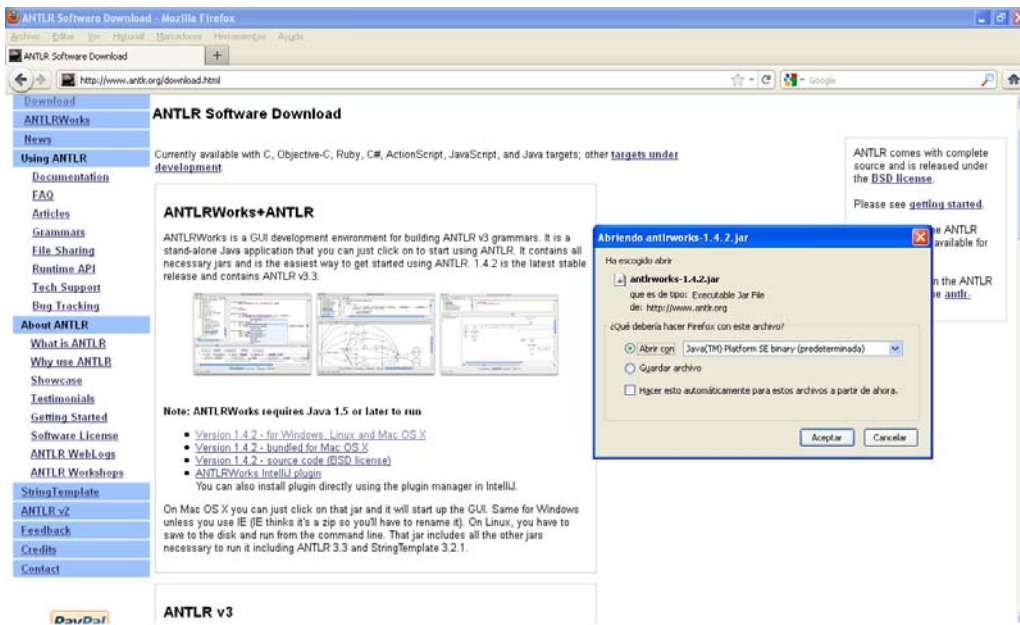 ANTLR Software Download - Mozilla Firefox
Archivo Editar Ver Historial Marcadores Herramientas Ayuda
ANTLR Software Download +
http://www.antlr.org/download.html
Google
Download
ANTLRWorks
News
Using ANTLR
Documentation
FAQ
Articles
Grammars
File Sharing
Runtime API
Tech Support
Bug Tracking
About ANTLR
What is ANTLR
Why use ANTLR
Showcase
Testimonials
Getting Started
Software License
ANTLR WebLogs
ANTLR Workshops
StringTemplate
ANTLR v2
Feedback
Credits
Contact
PayPal
ANTLR Software Download
Currently available with C, Objective-C, Ruby, C#, ActionScript, JavaScript, and Java targets; other targets under
development.
ANTLRWorks+ANTLR
ANTLRWorks is a GUI development environment for building ANTLR v3 grammars. It is a
stand-alone Java application that you can just click on to start using ANTLR. It contains all
necessary jars and is the easiest way to get started using ANTLR. 1.4.2 is the latest stable
release and contains ANTLR v3.3.
Note: ANTLRWorks requires Java 1.5 or later to run
Version 1.4.2 - for Windows, Linux and Mac OS X
Version 1.4.2 - bundled for Mac OS X
Version 1.4.2 - source code (BSD license)
ANTLRWorks IntelliJ plugin
You can also install plugin directly using the plugin manager in IntelliJ.
On Mac OS X you can just click on that jar and it will start up the GUI. Same for Windows
unless you use IE (IE thinks it's a zip so you'll have to rename it). On Linux, you have to
save to the disk and run from the command line. That jar includes all the other jars
necessary to run it including ANTLR 3.3 and StringTemplate 3.2.1.
ANTLR v3
ANTLR comes with complete
source and is released under
the BSD license.
Please see getting started.
ANTLR
available for
in the ANTLR
antlr-
Abriendo antlrworks-1.4.2.jar
Ha escogido abrir
antlrworks-1.4.2.jar
que es de tipo: Executable Jar File
de: http://www.antlr.org
¿Qué debería hacer Firefox con este archivo?
Abrir con Java(TM) Platform SE binary (predeterminada)
Guardar archivo
Hacer esto automáticamente para estos archivos a partir de ahora.
Aceptar Cancelar